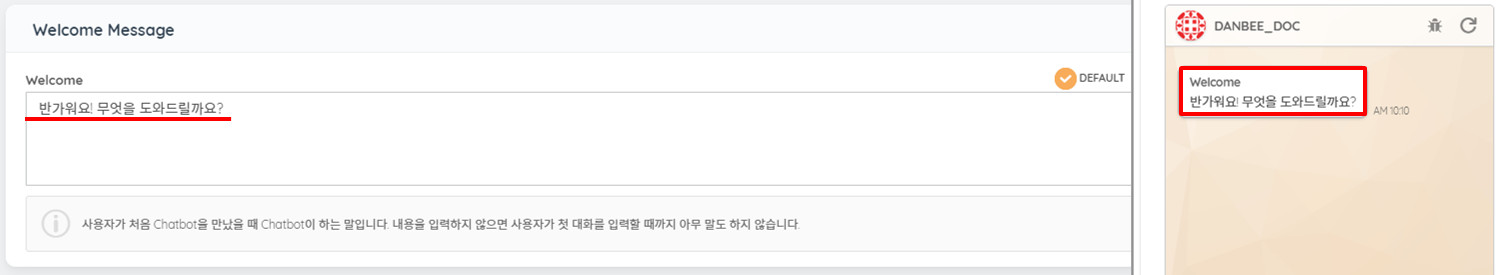 Welcome Message
Welcome
DEFAULT
반가워요! 무엇을 도와드릴까요?
사용자가 처음 Chatbot을 만났을 때 Chatbot이 하는 말입니다. 내용을 입력하지 않으면 사용자가 첫 대화를 입력할 때까지 아무 말도 하지 않습니다.
DANBEE_DOC
Welcome
반가워요! 무엇을 도와드릴까요?
AM 10:10